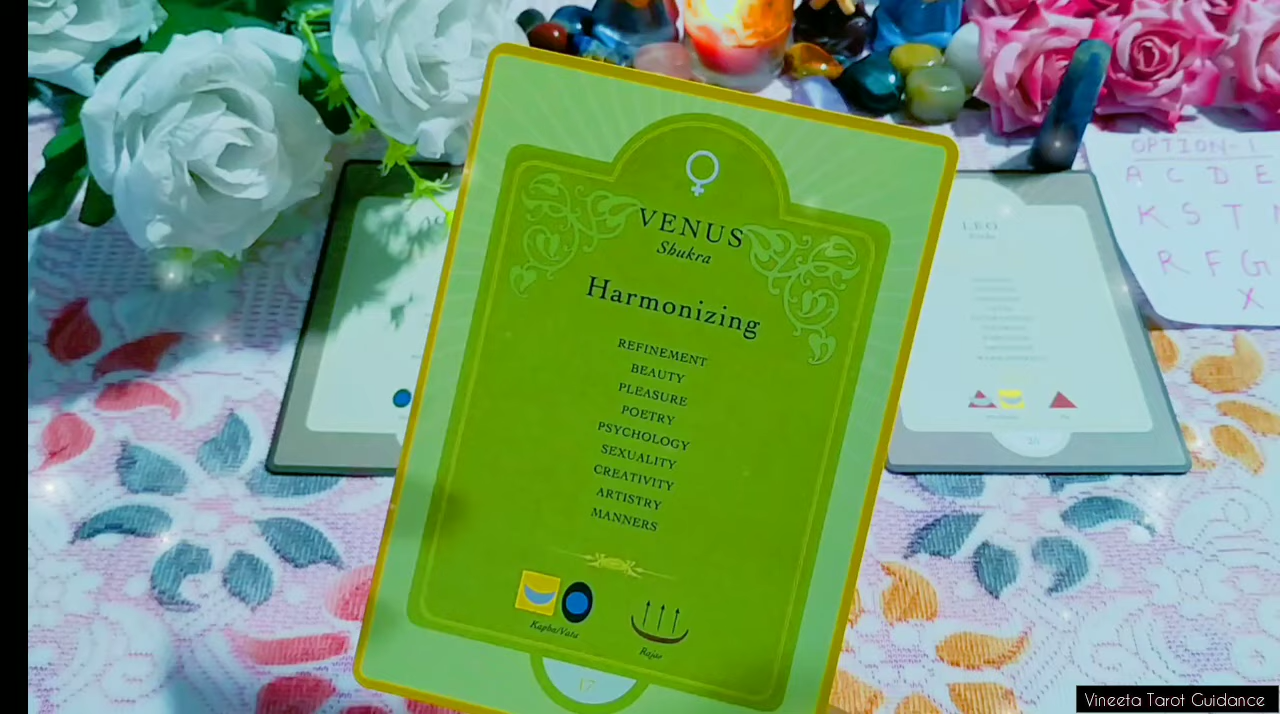 VENUS
Shukra
Harmonizing
REFINEMENT
BEAUTY
PLEASURE
POETRY
PSYCHOLOGY
SEXUALITY
CREATIVITY
ARTISTRY
MANNERS
Kapha/Vata
Rajas
17
LEO
OPTION-1
A C D E
K S T
R F G
X
Vineeta Tarot Guidance